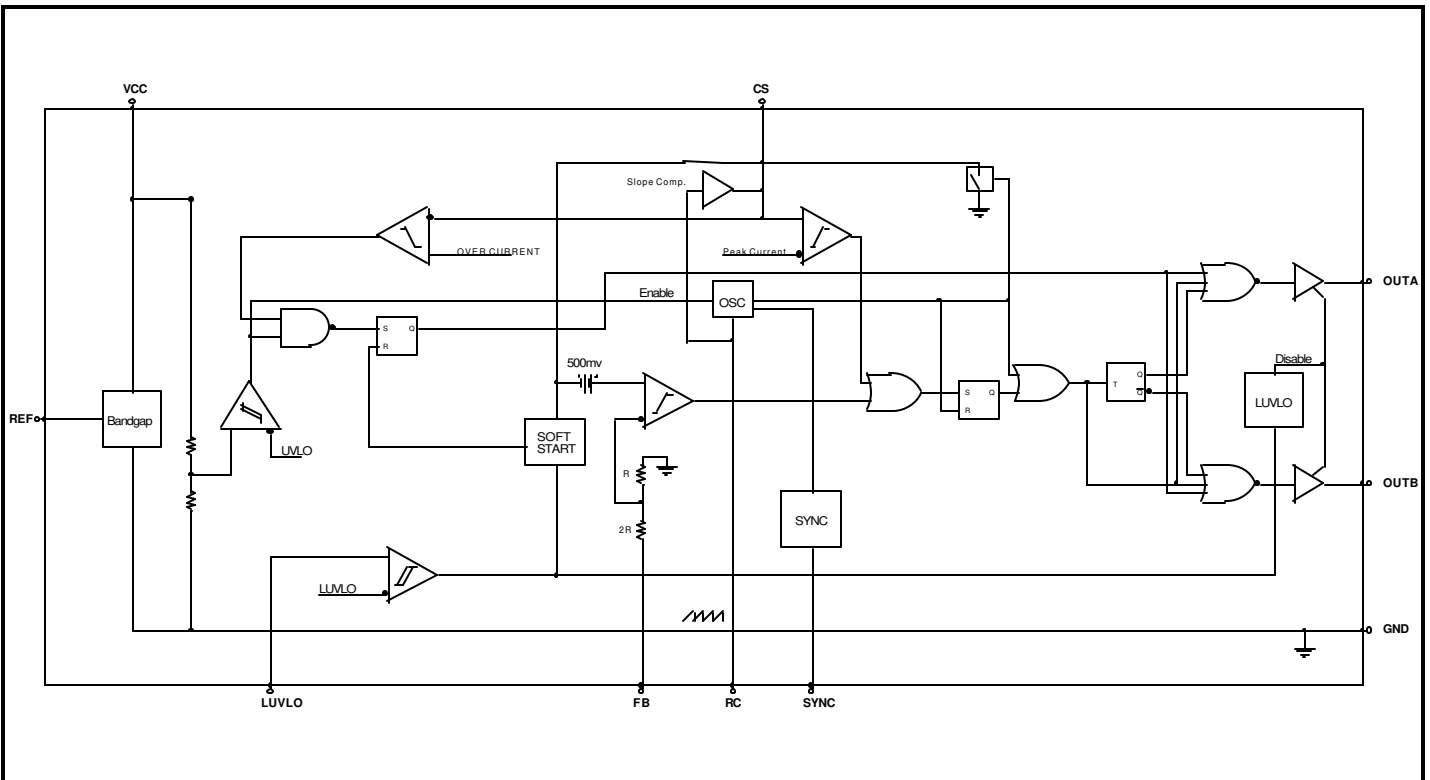 VCC
CS
Slope Comp.
OVER CURRENT
Peak Current
OUTA
Enable
OSC
S
Q
R
500mv
Disable
Q
T
Q
S
Q
R
LUVLO
REF
Bandgap
SOFT
START
UVLO
R
OUTB
SYNC
2R
LUVLO
GND
LUVLO
FB
RC
SYNC